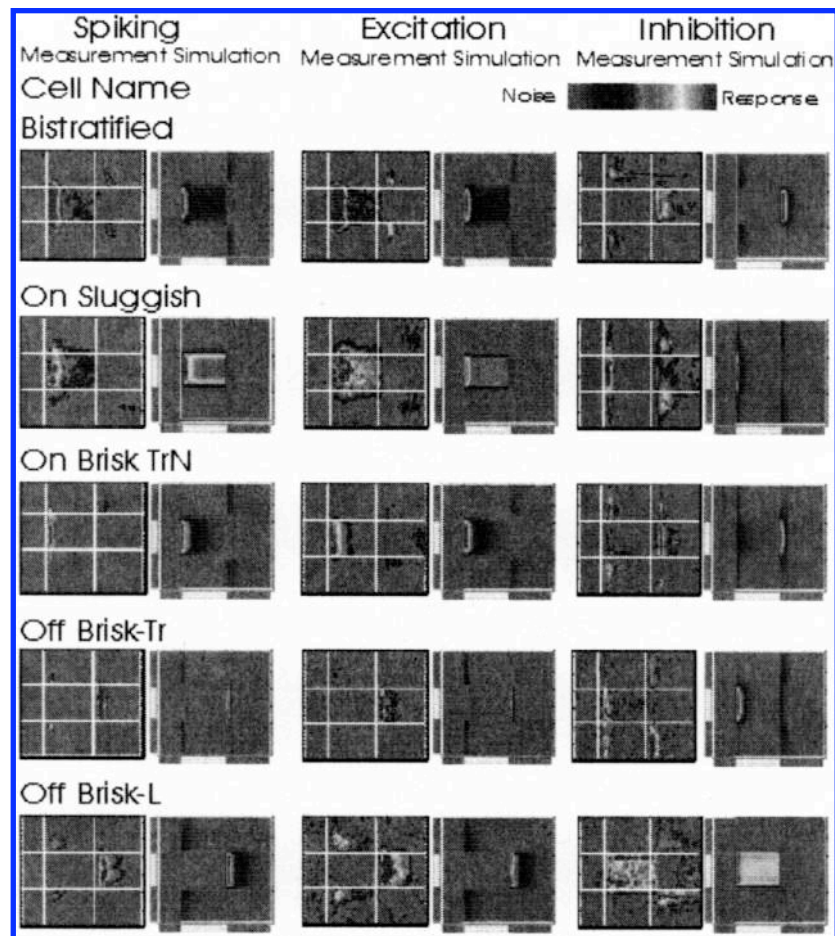 Spiking Excitation Inhibition
Measurement Simulation Measurement Simulation Measurement Simulation
Cell Name
Noise Response
Bistratified
On Sluggish
On Brisk TrN
Off Brisk-Tr
Off Brisk-L